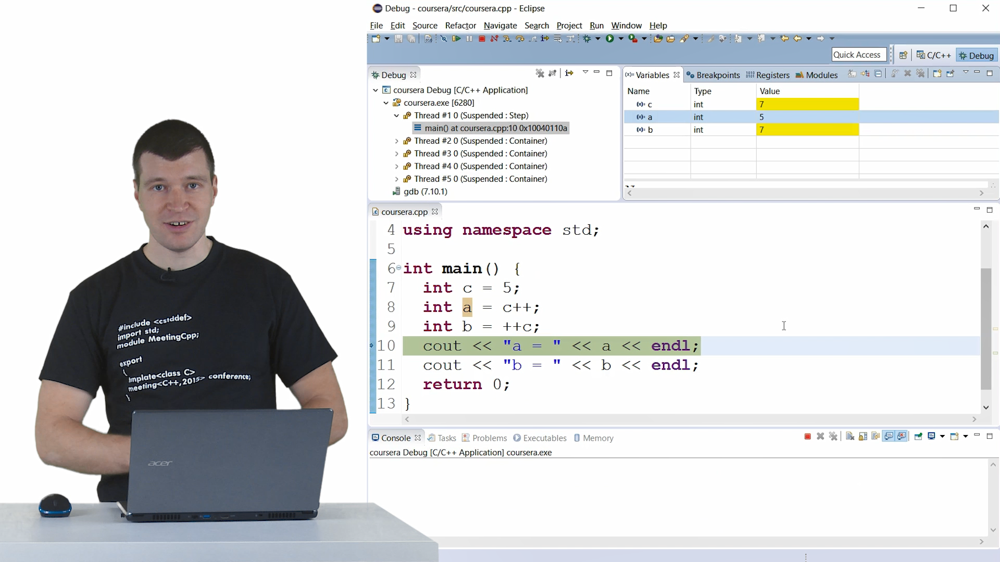 #include <cstddef>
import std;
module MeetingCpp;
export
{
template<class C>
meeting<C++,2015> conference;
}
acer
Debug - coursera/src/coursera.cpp - Eclipse
File Edit Source Refactor Navigate Search Project Run Window Help
Quick Access
C/C++
Debug
Debug
coursera Debug [C/C++ Application]
coursera.exe [6280]
Thread #1 0 (Suspended : Step)
main() at coursera.cpp:10 0x10040110a
Thread #2 0 (Suspended : Container)
Thread #3 0 (Suspended : Container)
Thread #4 0 (Suspended : Container)
Thread #5 0 (Suspended : Container)
gdb (7.10.1)
(x)= Variables Breakpoints Registers Modules
Name Type Value
(x)= c int 7
(x)= a int 5
(x)= b int 7
coursera.cpp
4 using namespace std;
5
6 int main() {
7 int c = 5;
8 int a = c++;
9 int b = ++c;
10 cout << "a = " << a << endl;
11 cout << "b = " << b << endl;
12 return 0;
13 }
Console Tasks Problems Executables Memory
coursera Debug [C/C++ Application] coursera.exe